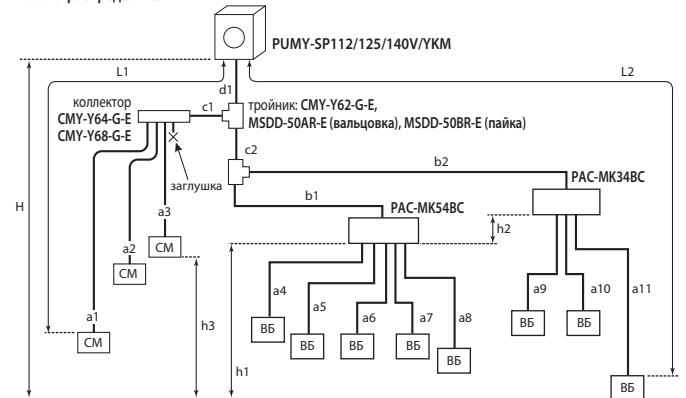 PUMY-SP112/125/140V/YKM
L1
L2
d1
коллектор
CMY-Y64-G-E
CMY-Y68-G-E
c1
тройник: CMY-Y62-G-E,
MSDD-50AR-E (вальцовка), MSDD-50BR-E (пайка)
c2
b2
заглушка
b1
PAC-MK54BC
PAC-MK34BC
H
a3
h2
a2
СМ
СМ
a1
СМ
h3
h1
a4
a5
a6
a7
a8
a9
a10
a11
ВБ
ВБ
ВБ
ВБ
ВБ
ВБ
ВБ
ВБ